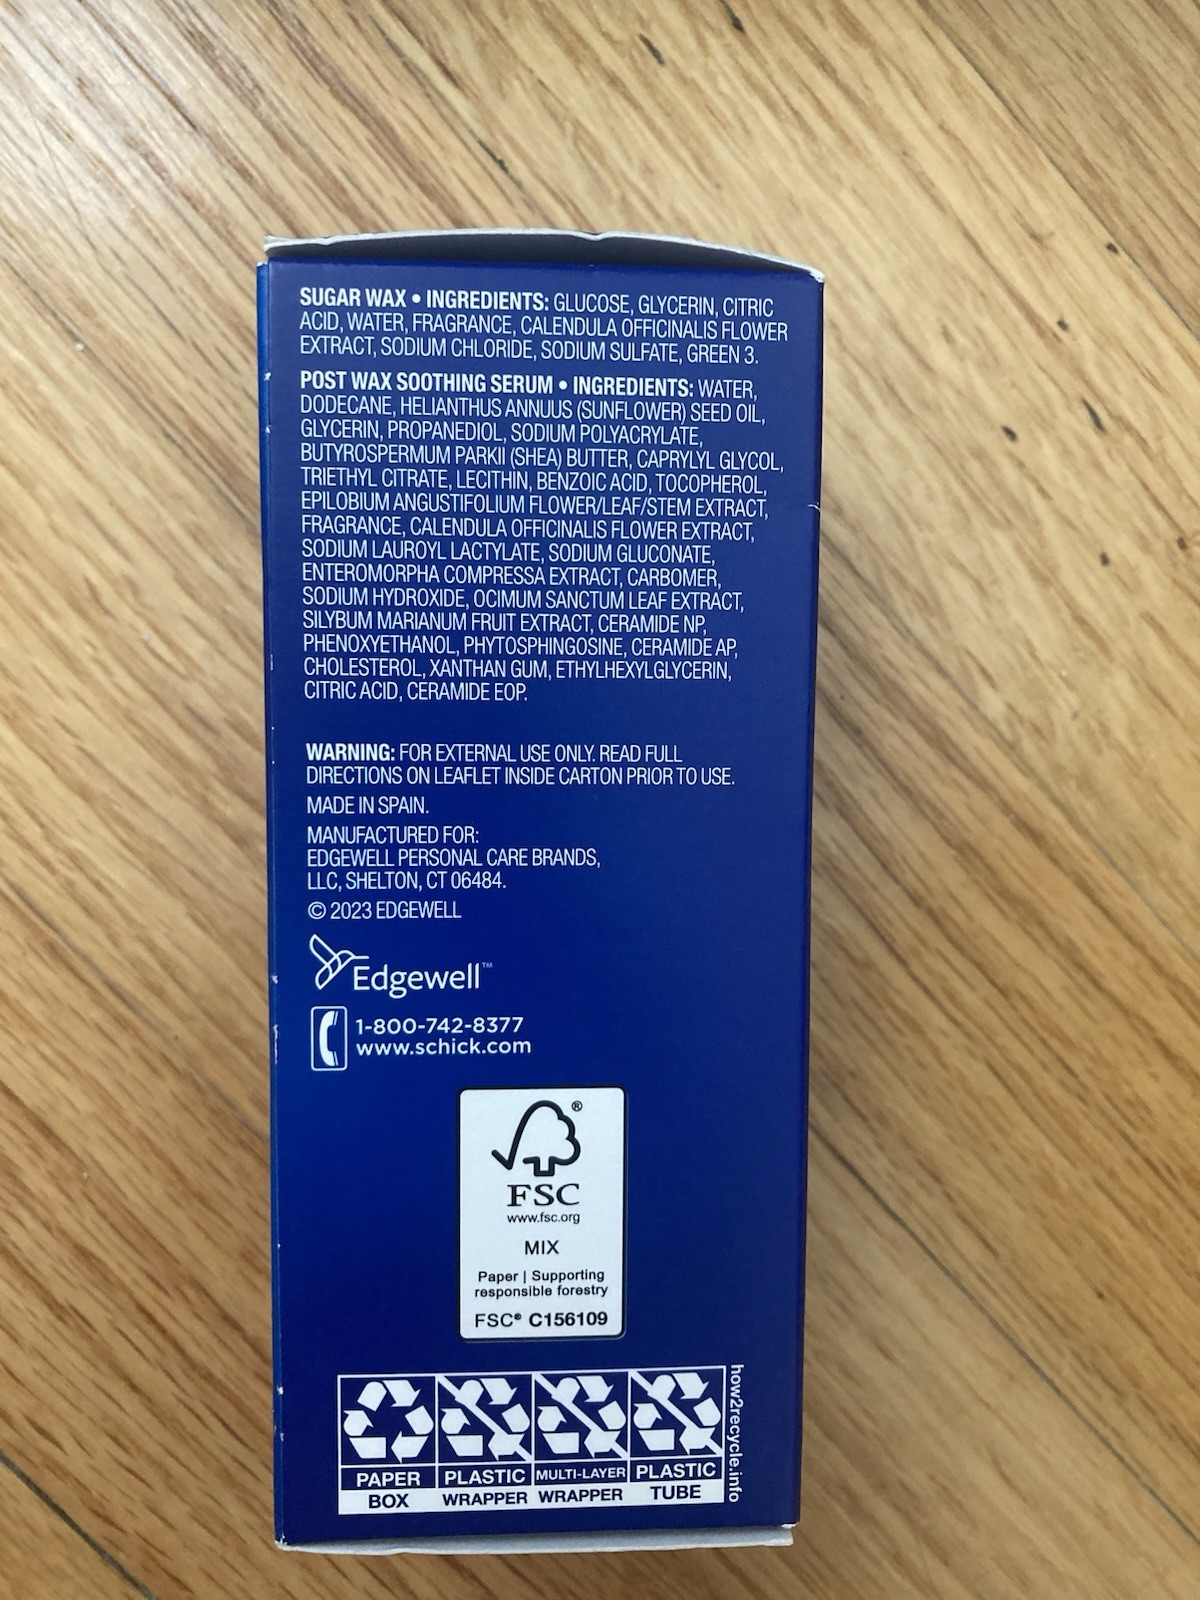 SUGAR WAX • INGREDIENTS: GLUCOSE, GLYCERIN, CITRIC
ACID, WATER, FRAGRANCE, CALENDULA OFFICINALIS FLOWER
EXTRACT, SODIUM CHLORIDE, SODIUM SULFATE, GREEN 3.
POST WAX SOOTHING SERUM • INGREDIENTS: WATER,
DODECANE, HELIANTHUS ANNUUS (SUNFLOWER) SEED OIL,
GLYCERIN, PROPANEDIOL, SODIUM POLYACRYLATE,
BUTYROSPERMUM PARKII (SHEA) BUTTER, CAPRYLYL GLYCOL,
TRIETHYL CITRATE, LECITHIN, BENZOIC ACID, TOCOPHEROL,
EPILOBIUM ANGUSTIFOLIUM FLOWER/LEAF/STEM EXTRACT,
FRAGRANCE, CALENDULA OFFICINALIS FLOWER EXTRACT,
SODIUM LAUROYL LACTYLATE, SODIUM GLUCONATE,
ENTEROMORPHA COMPRESSA EXTRACT, CARBOMER,
SODIUM HYDROXIDE, OCIMUM SANCTUM LEAF EXTRACT,
SILYBUM MARIANUM FRUIT EXTRACT, CERAMIDE NP,
PHENOXYETHANOL, PHYTOSPHINGOSINE, CERAMIDE AP,
CHOLESTEROL, XANTHAN GUM, ETHYLHEXYLGLYCERIN,
CITRIC ACID, CERAMIDE EOP.
WARNING: FOR EXTERNAL USE ONLY. READ FULL
DIRECTIONS ON LEAFLET INSIDE CARTON PRIOR TO USE.
MADE IN SPAIN.
MANUFACTURED FOR:
EDGEWELL PERSONAL CARE BRANDS,
LLC, SHELTON, CT 06484.
© 2023 EDGEWELL
Edgewell™
1-800-742-8377
www.schick.com
®
FSC
www.fsc.org
MIX
Paper | Supporting
responsible forestry
FSC® C156109
PAPER PLASTIC MULTI-LAYER PLASTIC
BOX WRAPPER WRAPPER TUBE
how2recycle.info